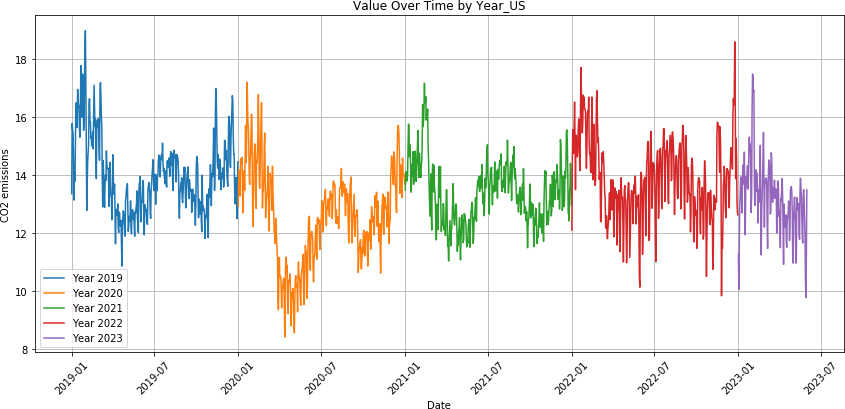 Value Over Time by Year_US
CO2 emissions
18
16
14
12
10
8
Year 2019
Year 2020
Year 2021
Year 2022
Year 2023
2019-01
2019-07
2020-01
2020-07
2021-01
2021-07
2022-01
2022-07
2023-01
2023-07
Date